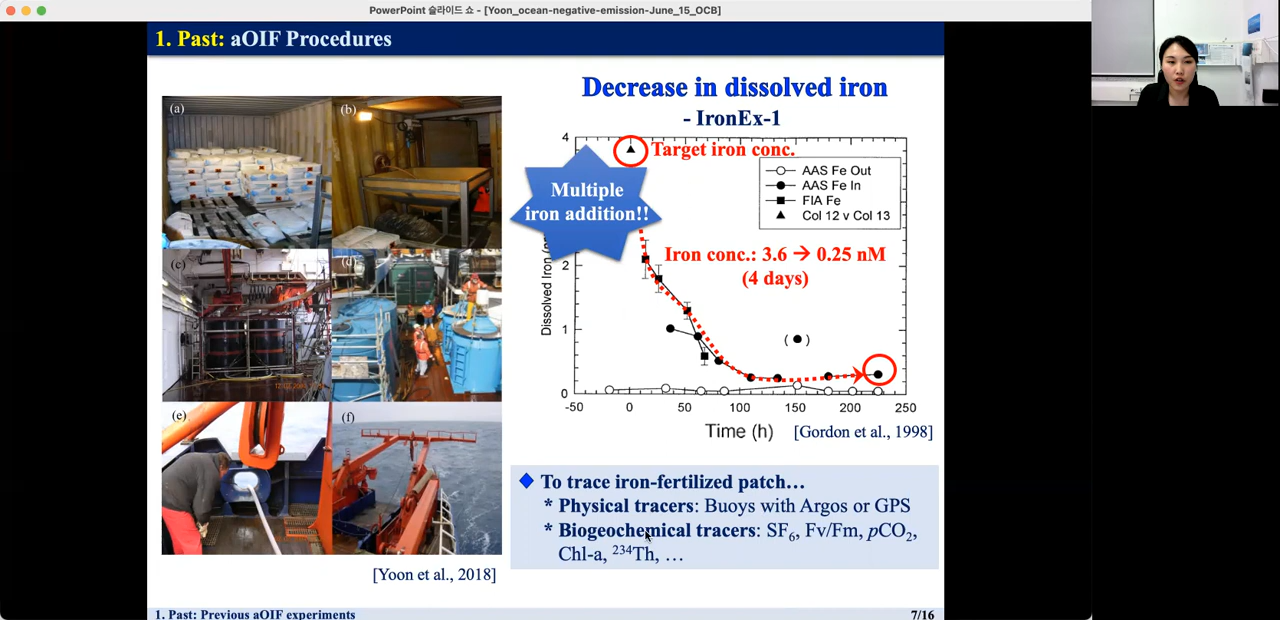 PowerPoint 슬라이드 쇼 - [Yoon_ocean-negative-emission-June_15_OCB]
1. Past: aOIF Procedures
(a)
(b)
(c)
(d)
(e)
(f)
[Yoon et al., 2018]
Decrease in dissolved iron
- IronEx-1
Target iron conc.
Multiple
iron addition!!
AAS Fe Out
AAS Fe In
FIA Fe
Col 12 v Col 13
Iron conc.: 3.6 → 0.25 nM
(4 days)
Dissolved Iron
4
2
1
0
( )
-50 0 50 100 150 200 250
Time (h)
[Gordon et al., 1998]
◆ To trace iron-fertilized patch…
* Physical tracers: Buoys with Argos or GPS
* Biogeochemical tracers: SF₆, Fv/Fm, pCO₂,
Chl-a, ²³⁴Th, …
1. Past: Previous aOIF experiments
7/16